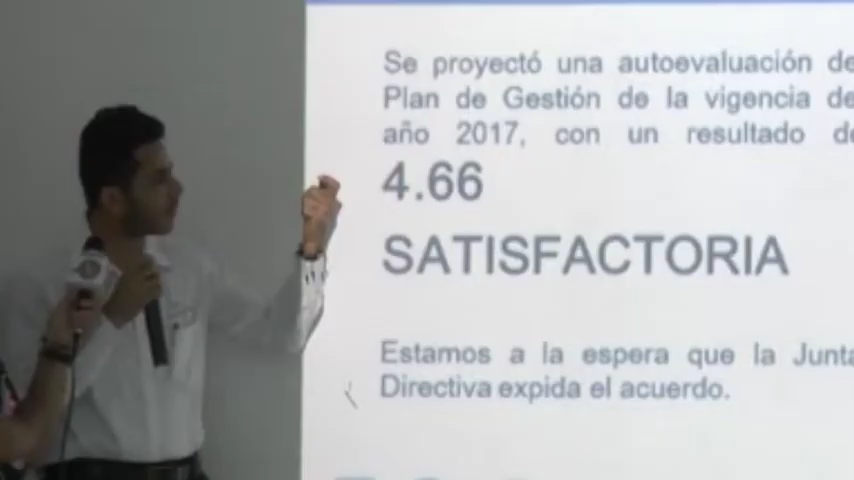 Se proyectó una autoevaluación de
Plan de Gestión de la vigencia de
año 2017, con un resultado de
4.66
SATISFACTORIA
Estamos a la espera que la Junta
Directiva expida el acuerdo.